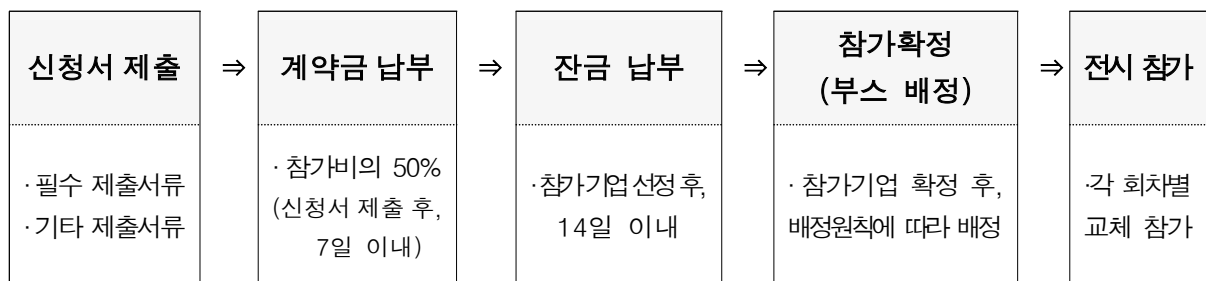 신청서 제출
⇒
계약금 납부
⇒
잔금 납부
⇒
참가확정
(부스 배정)
⇒
전시 참가
· 필수 제출서류
· 기타 제출서류
· 참가비의 50%
(신청서 제출 후,
7일 이내)
· 참가기업 선정 후,
14일 이내
· 참가기업 확정 후,
배정원칙에 따라 배정
·각 회차별
교체 참가